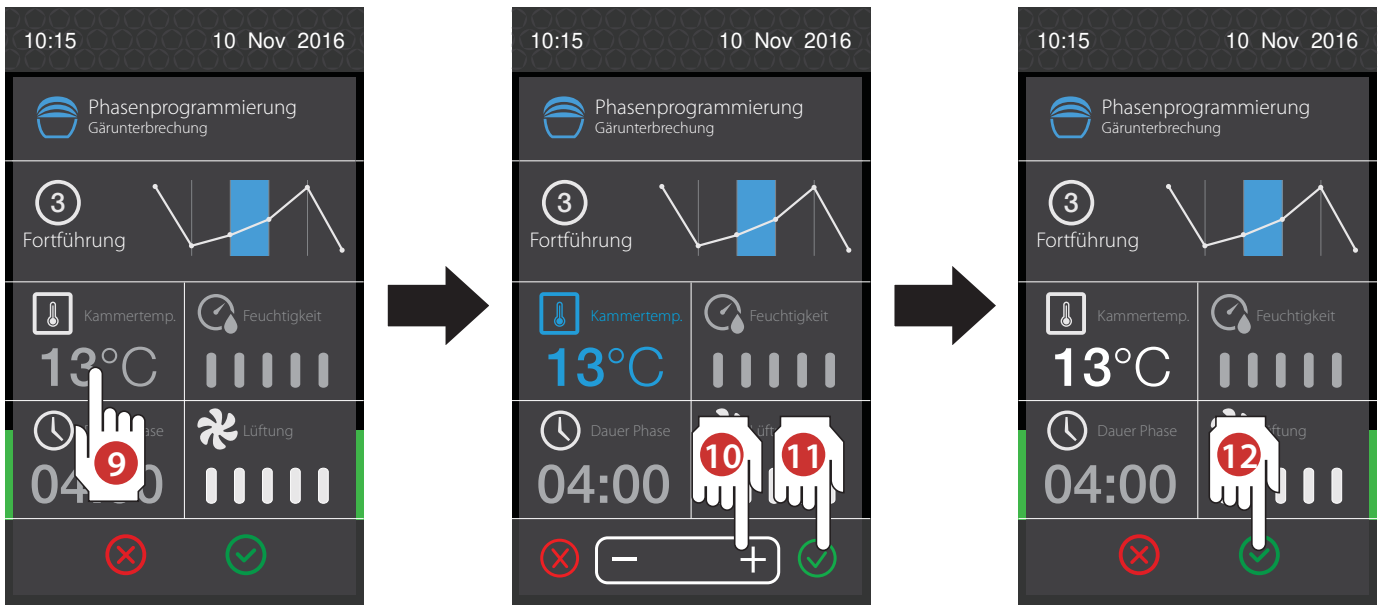 10:15 10 Nov 2016
Phasenprogrammierung
Gärunterbrechung
3
Fortführung
Kammertemp. Feuchtigkeit
13°C
Lüftung
9
10:15 10 Nov 2016
Phasenprogrammierung
Gärunterbrechung
3
Fortführung
Kammertemp. Feuchtigkeit
13°C
Dauer Phase
04:00
10 11
− +
10:15 10 Nov 2016
Phasenprogrammierung
Gärunterbrechung
3
Fortführung
Kammertemp. Feuchtigkeit
13°C
Dauer Phase
04:00
12